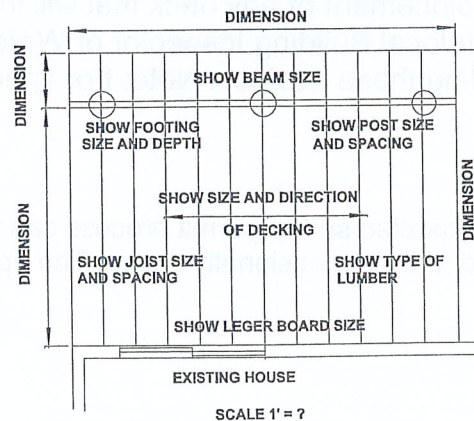 DIMENSION
DIMENSION
SHOW BEAM SIZE
SHOW FOOTING
SIZE AND DEPTH
SHOW POST SIZE
AND SPACING
DIMENSION
DIMENSION
SHOW SIZE AND DIRECTION
OF DECKING
SHOW JOIST SIZE
AND SPACING
SHOW TYPE OF
LUMBER
SHOW LEGER BOARD SIZE
EXISTING HOUSE
SCALE 1' = ?